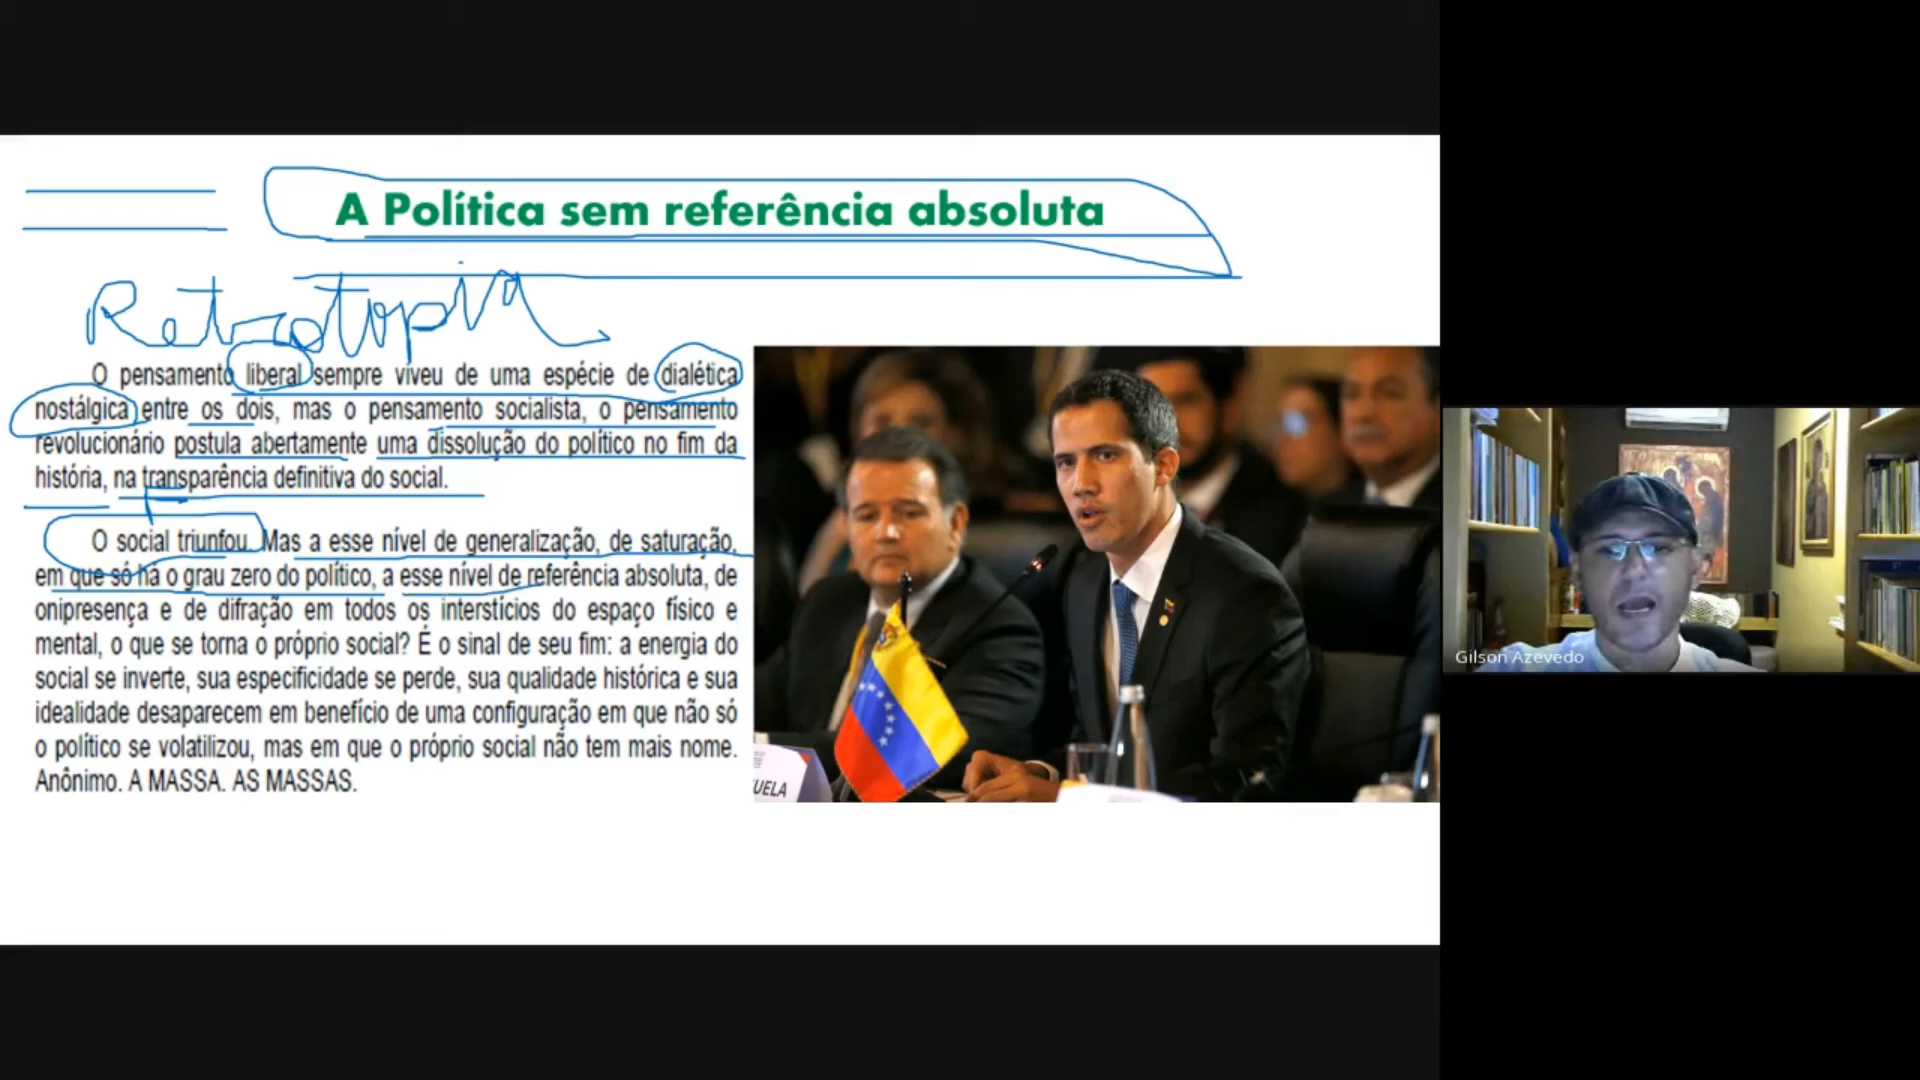 A Política sem referência absoluta
Retrotopia
O pensamento liberal sempre viveu de uma espécie de dialética
nostálgica entre os dois, mas o pensamento socialista, o pensamento
revolucionário postula abertamente uma dissolução do político no fim da
história, na transparência definitiva do social.
O social triunfou. Mas a esse nível de generalização, de saturação,
em que só há o grau zero do político, a esse nível de referência absoluta, de
onipresença e de difração em todos os interstícios do espaço físico e
mental, o que se torna o próprio social? É o sinal de seu fim: a energia do
social se inverte, sua especificidade se perde, sua qualidade histórica e sua
idealidade desaparecem em benefício de uma configuração em que não só
o político se volatilizou, mas em que o próprio social não tem mais nome.
Anônimo. A MASSA. AS MASSAS.
UELA
Gilson Azevedo